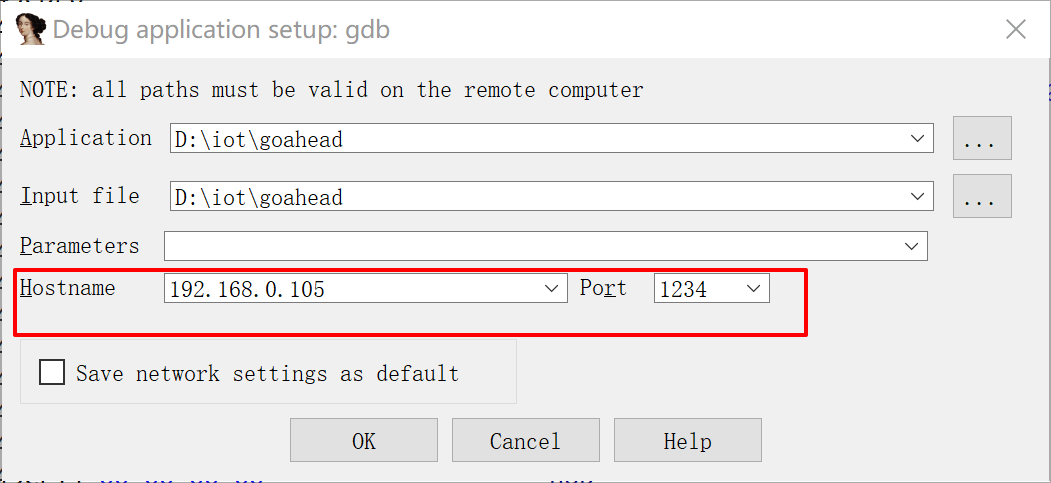 Debug application setup: gdb
NOTE: all paths must be valid on the remote computer
Application D:\iot\goahead ...
Input file D:\iot\goahead ...
Parameters
Hostname 192.168.0.105 Port 1234
Save network settings as default
OK Cancel Help